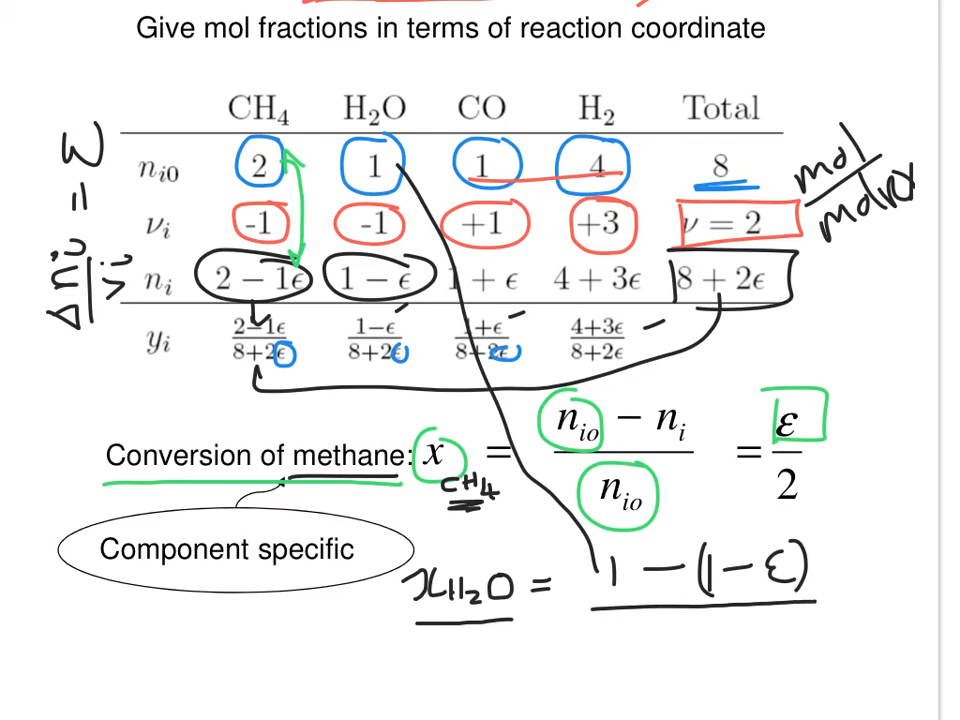 Give mol fractions in terms of reaction coordinate
CH₄ H₂O CO H₂ Total
nᵢ₀ 2 1 1 4 8
νᵢ -1 -1 +1 +3 ν = 2
nᵢ 2 − 1ϵ 1 − ϵ 1 + ϵ 4 + 3ϵ 8 + 2ϵ
yᵢ (2−1ϵ)/(8+2ϵ) (1−ϵ)/(8+2ϵ) (1+ϵ)/(8+2ϵ) (4+3ϵ)/(8+2ϵ)
mol/molrx
Conversion of methane: x = (nᵢₒ − nᵢ)/nᵢₒ = ε/2
CH4
Component specific
xH₂O = 1 − (1 − ε)